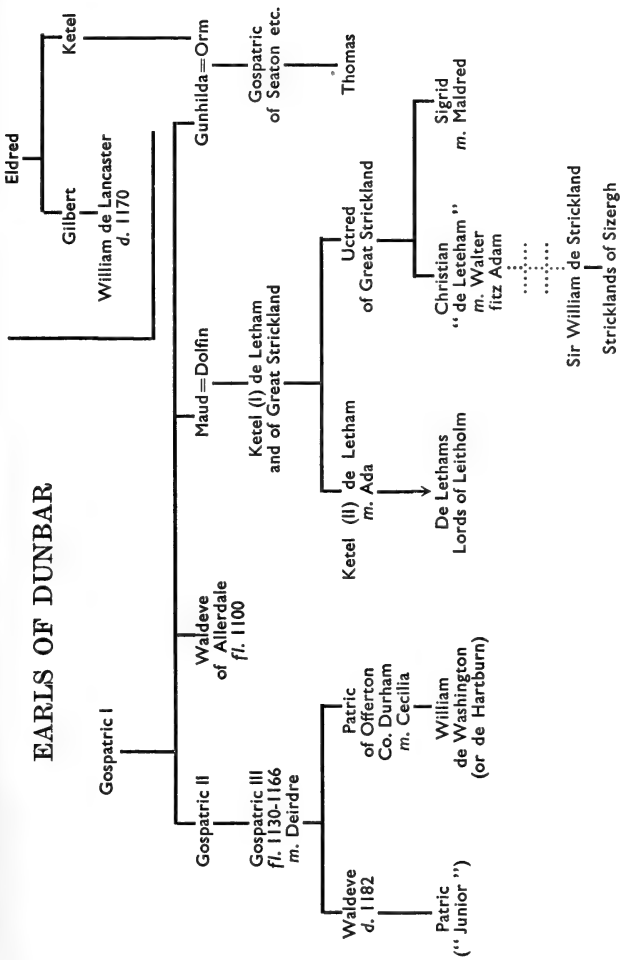 EARLS OF DUNBAR
Eldred
Gilbert
Ketel
William de Lancaster
d. 1170
Gospatric I
Gospatric II
Waldeve
of Allerdale
fl. 1100
Maud=Dolfin
Gunhilda=Orm
Gospatric III
fl. 1130-1166
m. Deirdre
Ketel (I) de Letham
and of Great Strickland
Gospatric
of Seaton etc.
Waldeve
d. 1182
Patric
of Offerton
Co. Durham
m. Cecilia
Ketel (II) de Letham
m. Ada
Uctred
of Great Strickland
Thomas
Patric
(" Junior ")
William
de Washington
(or de Hartburn)
De Lethams
Lords of Leitholm
Christian
" de Leteham "
m. Walter
fitz Adam
Sigrid
m. Maldred
Sir William de Strickland
Stricklands of Sizergh